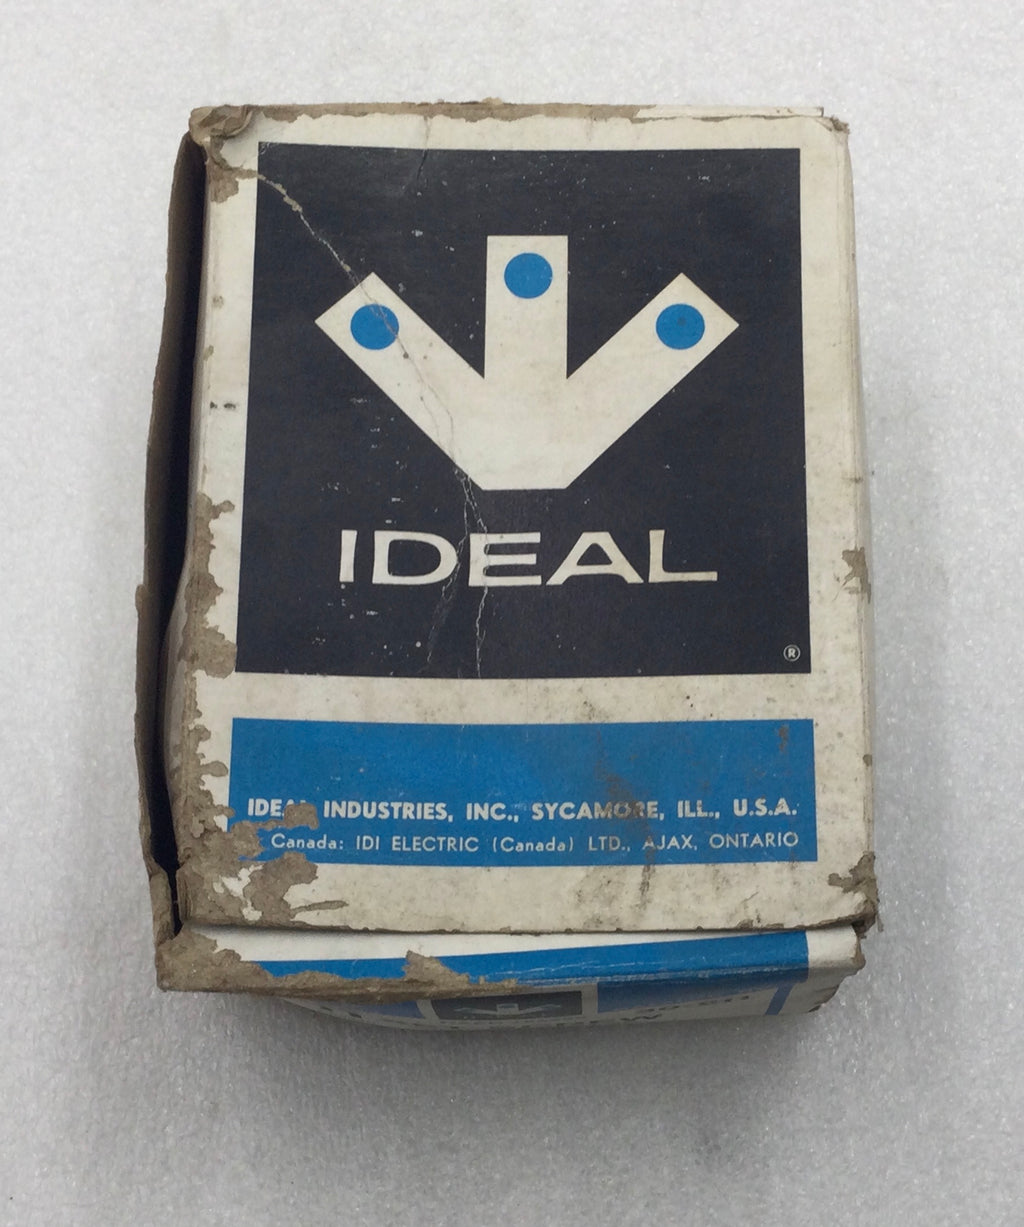 IDEAL
®
IDEAL INDUSTRIES, INC., SYCAMORE, ILL., U.S.A.
Canada: IDI ELECTRIC (Canada) LTD., AJAX, ONTARIO